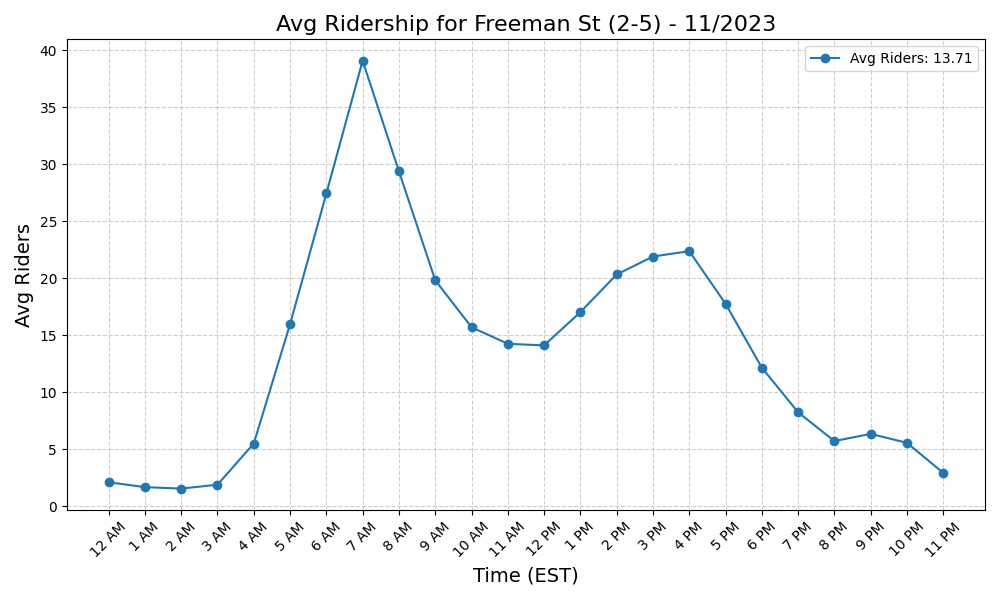 Avg Ridership for Freeman St (2-5) - 11/2023
Avg Riders: 13.71
Avg Riders
40
35
30
25
20
15
10
5
0
12 AM
1 AM
2 AM
3 AM
4 AM
5 AM
6 AM
7 AM
8 AM
9 AM
10 AM
11 AM
12 PM
1 PM
2 PM
3 PM
4 PM
5 PM
6 PM
7 PM
8 PM
9 PM
10 PM
11 PM
Time (EST)